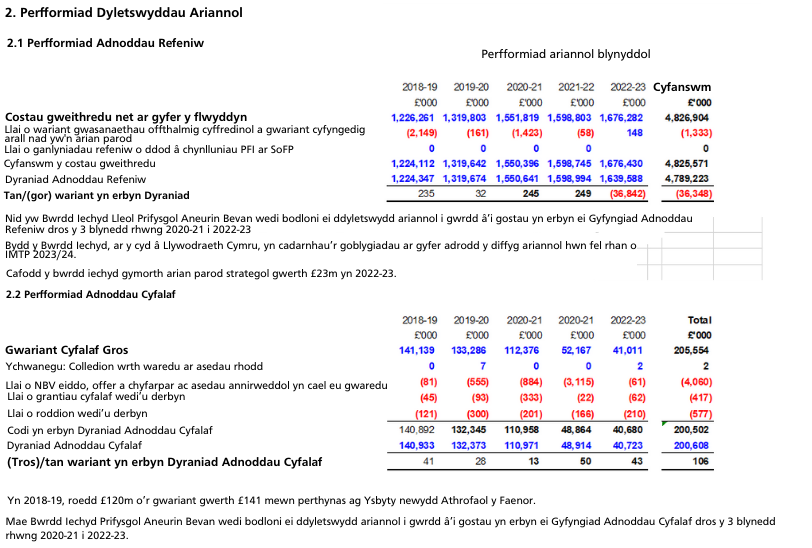 2. Perfformiad Dyletswyddau Ariannol
2.1 Perfformiad Adnoddau Refeniw
Perfformiad ariannol blynyddol
2018-19 2019-20 2020-21 2021-22 2022-23 Cyfanswm
£'000 £'000 £'000 £'000 £'000 £'000
Costau gweithredu net ar gyfer y flwyddyn 1,226,261 1,319,803 1,551,819 1,598,803 1,676,282 4,826,904
Llai o wariant gwasanaethau offthalmig cyffredinol a gwariant cyfyngedig
arall nad yw'n arian parod (2,149) (161) (1,423) (58) 148 (1,333)
Llai o ganlyniadau refeniw o ddod â chynlluniau PFI ar SoFP 0 0 0 0 0 0
Cyfanswm y costau gweithredu 1,224,112 1,319,642 1,550,396 1,598,745 1,676,430 4,825,571
Dyraniad Adnoddau Refeniw 1,224,347 1,319,674 1,550,641 1,598,994 1,639,588 4,789,223
Tan/(gor) wariant yn erbyn Dyraniad 235 32 245 249 (36,842) (36,348)
Nid yw Bwrdd Iechyd Lleol Prifysgol Aneurin Bevan wedi bodloni ei ddyletswydd ariannol i gwrdd â'i gostau yn erbyn ei Gyfyngiad Adnoddau
Refeniw dros y 3 blynedd rhwng 2020-21 i 2022-23
Bydd y Bwrdd Iechyd, ar y cyd â Llywodraeth Cymru, yn cadarnhau'r goblygiadau ar gyfer adrodd y diffyg ariannol hwn fel rhan o
IMTP 2023/24.
Cafodd y bwrdd iechyd gymorth arian parod strategol gwerth £23m yn 2022-23.
2.2 Perfformiad Adnoddau Cyfalaf
2018-19 2019-20 2020-21 2020-21 2022-23 Total
£'000 £'000 £'000 £'000 £'000 £'000
Gwariant Cyfalaf Gros 141,139 133,286 112,376 52,167 41,011 205,554
Ychwanegu: Colledion wrth waredu ar asedau rhodd 0 7 0 0 2 2
Llai o NBV eiddo, offer a chyfarpar ac asedau annirweddol yn cael eu gwaredu (81) (555) (884) (3,115) (61) (4,060)
Llai o grantiau cyfalaf wedi'u derbyn (45) (93) (333) (22) (62) (417)
Llai o roddion wedi'u derbyn (121) (300) (201) (166) (210) (577)
Codi yn erbyn Dyraniad Adnoddau Cyfalaf 140,892 132,345 110,958 48,864 40,680 200,502
Dyraniad Adnoddau Cyfalaf 140,933 132,373 110,971 48,914 40,723 200,608
(Tros)/tan wariant yn erbyn Dyraniad Adnoddau Cyfalaf 41 28 13 50 43 106
Yn 2018-19, roedd £120m o'r gwariant gwerth £141 mewn perthynas ag Ysbyty newydd Athrofaol y Faenor.
Mae Bwrdd Iechyd Prifysgol Aneurin Bevan wedi bodloni ei ddyletswydd ariannol i gwrdd â'i gostau yn erbyn ei Gyfyngiad Adnoddau Cyfalaf dros y 3 blynedd
rhwng 2020-21 i 2022-23.